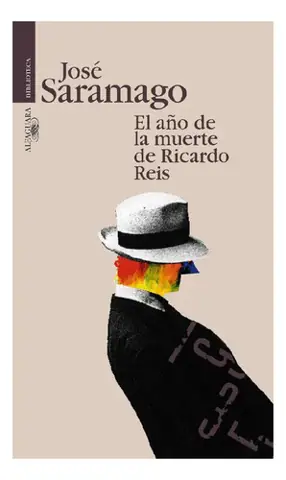 BIBLIOTECA
ALFAGUARA
José
Saramago
El año de
la muerte
de Ricardo
Reis